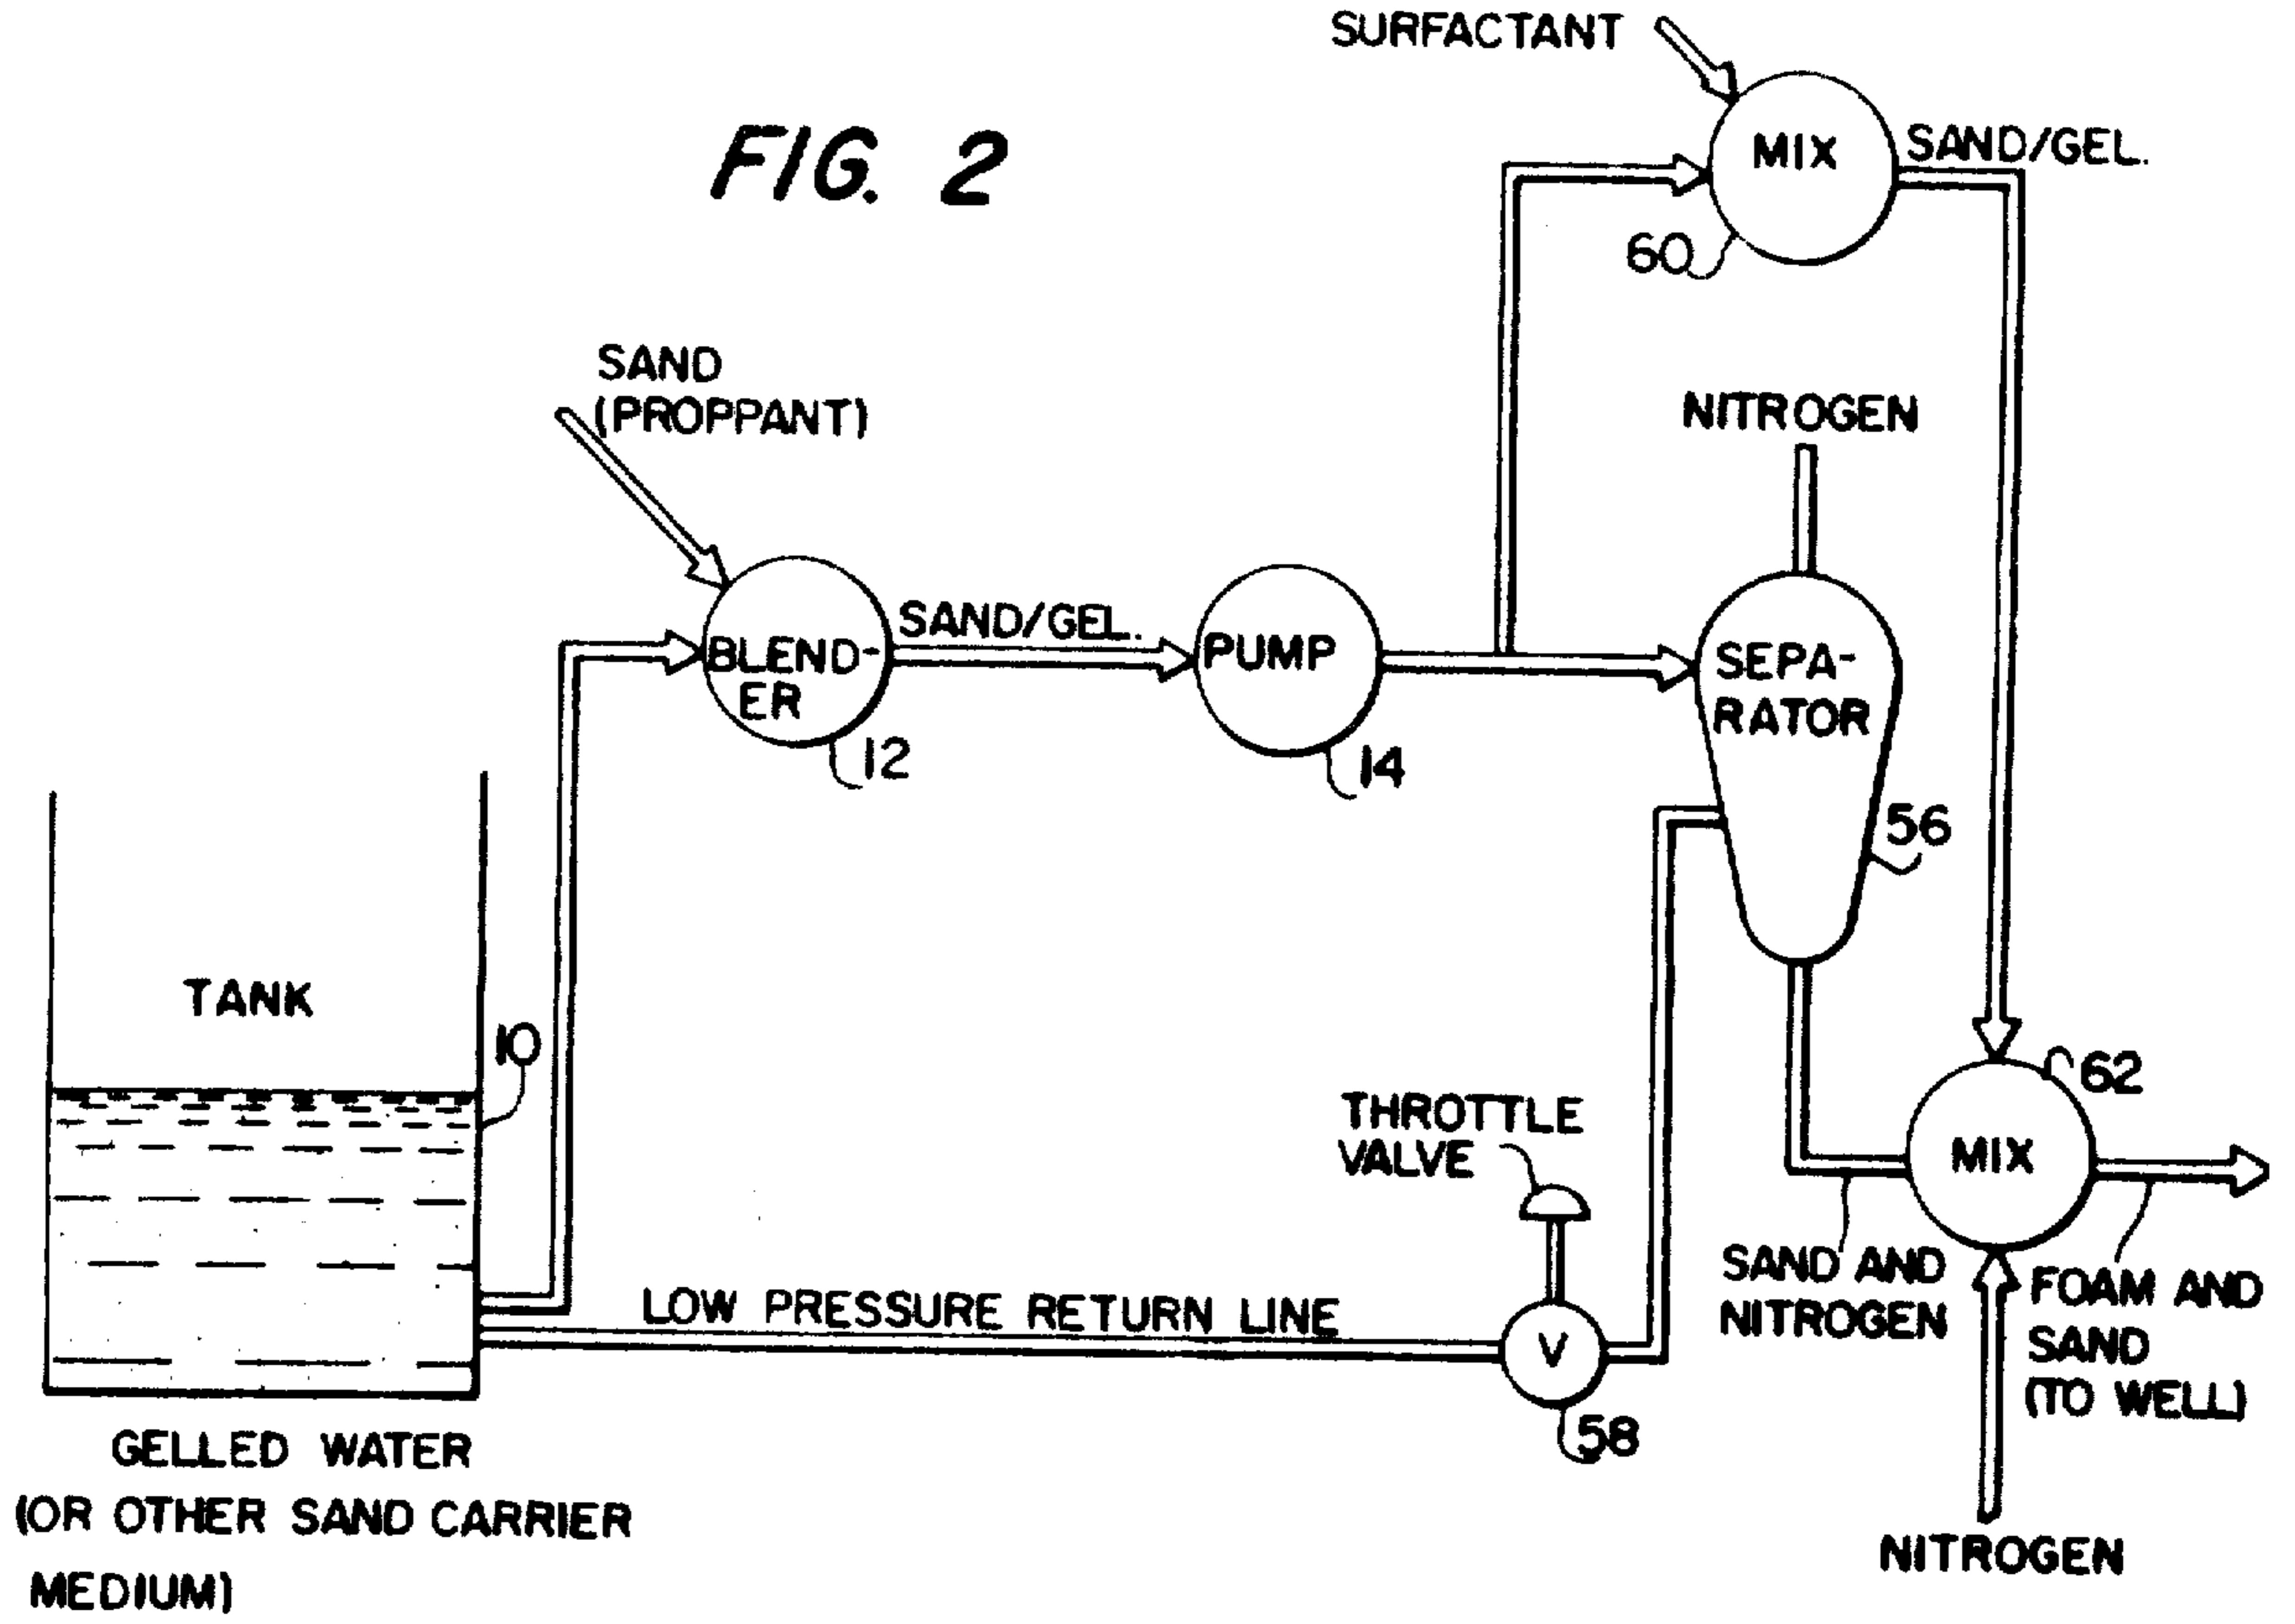 SURFACTANT
MIX
SAND/GEL.
FIG. 2
60
SAND
(PROPPANT)
NITROGEN
BLEND-
ER
SAND/GEL.
PUMP
SEPA-
RATOR
12
14
56
TANK
10
62
THROTTLE
VALVE
MIX
SAND AND
NITROGEN
FOAM AND
SAND
(TO WELL)
LOW PRESSURE RETURN LINE
V
58
GELLED WATER
(OR OTHER SAND CARRIER
MEDIUM)
NITROGEN